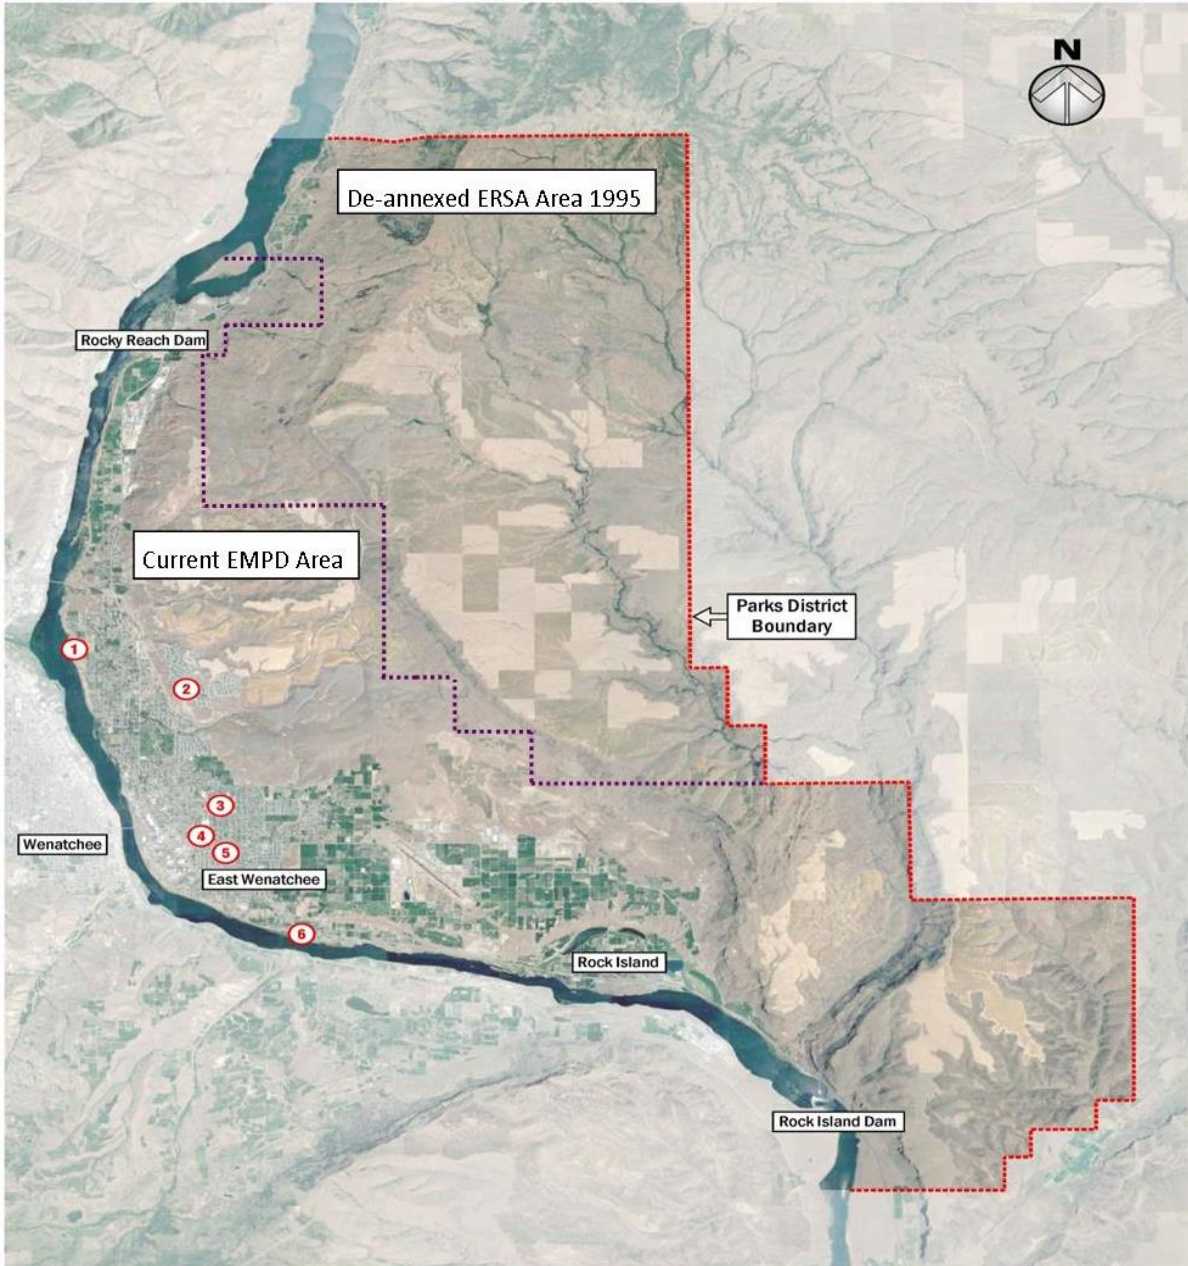 N
De-annexed ERSA Area 1995
Rocky Reach Dam
Current EMPD Area
Parks District
Boundary
1
2
3
4
5
Wenatchee
East Wenatchee
6
Rock Island
Rock Island Dam